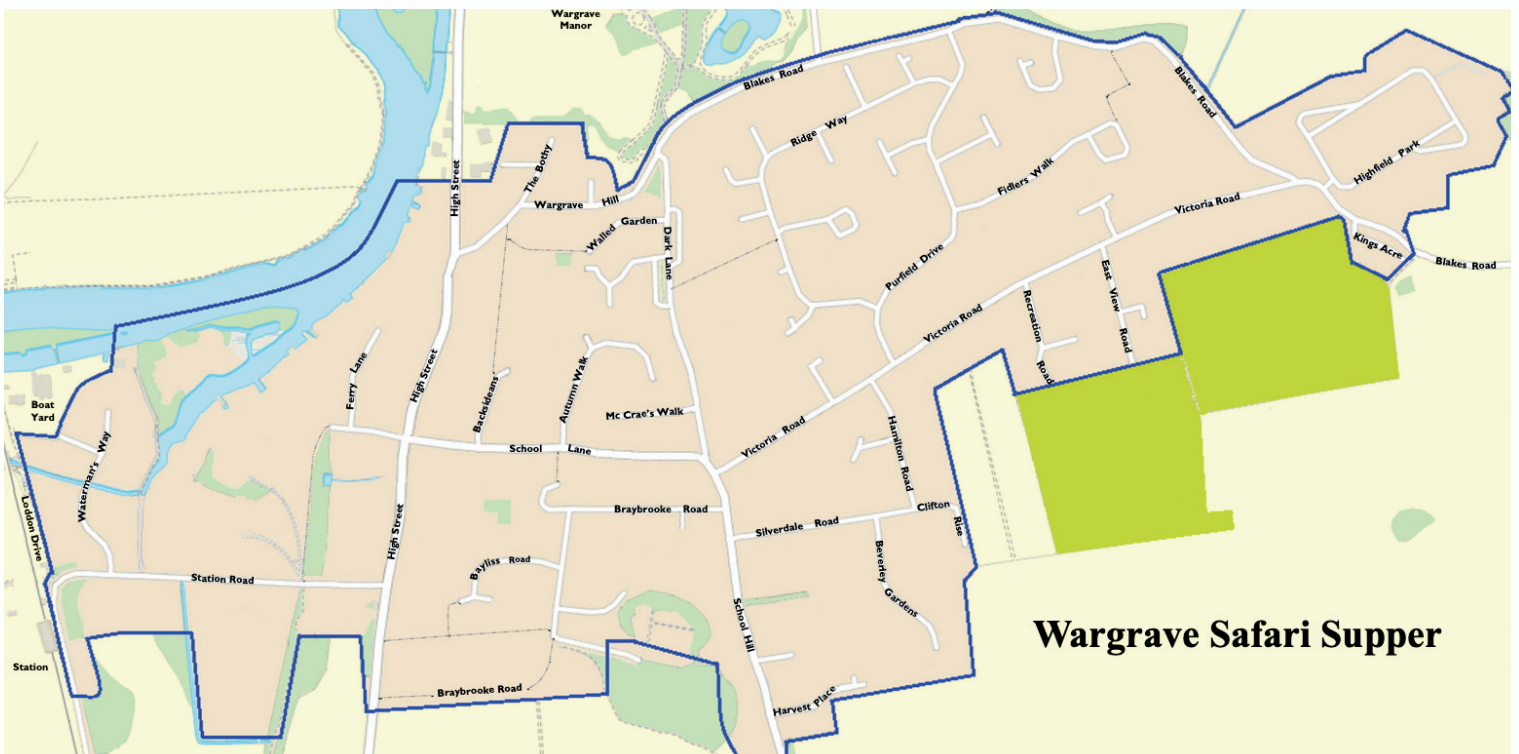 Wargrave
Manor
Blakes Road
Blakes Road
Ridge Way
The Bothy
High Street
Highfield Park
Fidlers Walk
Wargrave Hill
Victoria Road
Walled Garden
Dark Lane
Kings Acre
Blakes Road
Purfield Drive
East View Road
Recreation Road
Victoria Road
Ferry Lane
High Street
Backsideans
Autumn Walk
Boat
Yard
Mc Crae's Walk
Waterman's Way
School Lane
Victoria Road
Hamilton Road
Loddon Drive
High Street
Braybrooke Road
Silverdale Road
Clifton Rise
Bayliss Road
Beverley Gardens
Station Road
School Hill
Wargrave Safari Supper
Station
Braybrooke Road
Harvest Place